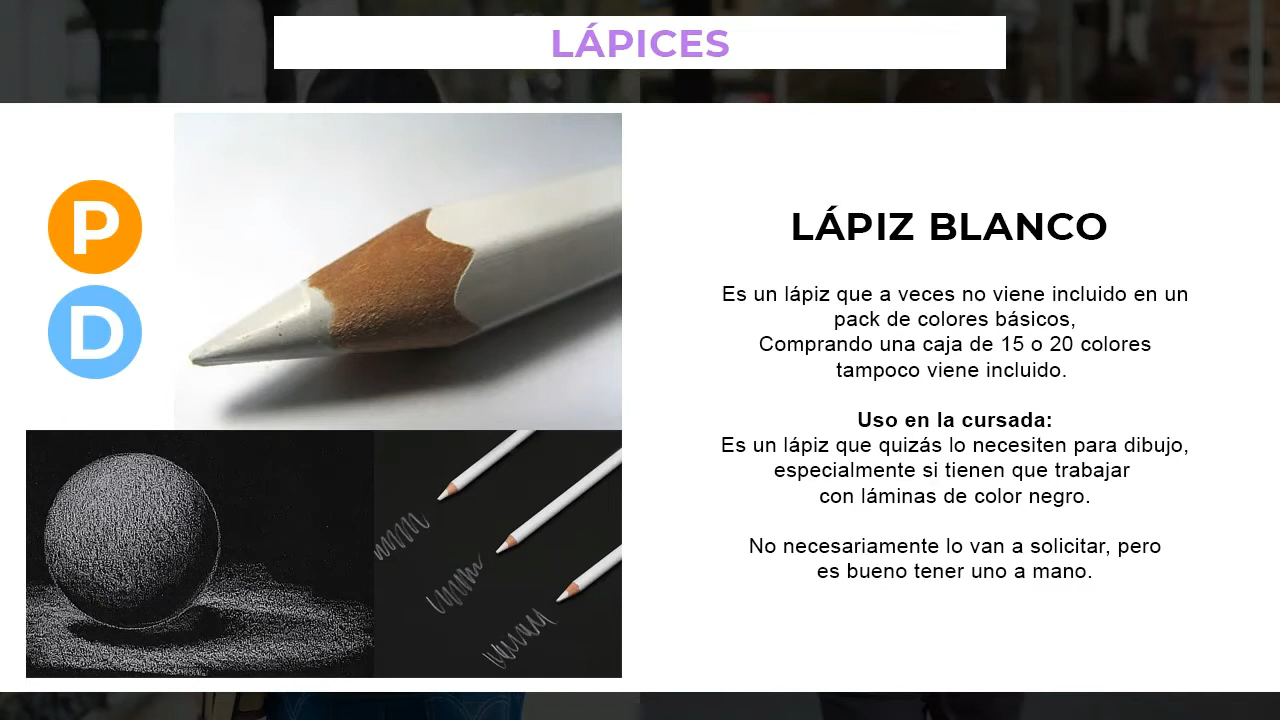 LÁPICES
P
D
LÁPIZ BLANCO
Es un lápiz que a veces no viene incluido en un
pack de colores básicos,
Comprando una caja de 15 o 20 colores
tampoco viene incluido.
Uso en la cursada:
Es un lápiz que quizás lo necesiten para dibujo,
especialmente si tienen que trabajar
con láminas de color negro.
No necesariamente lo van a solicitar, pero
es bueno tener uno a mano.